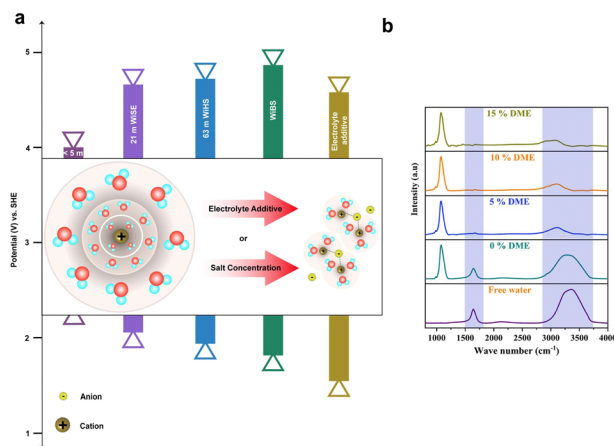 a
b
5
4
3
2
1
Potential (V) vs. SHE
< 5 m
21 m WiSE
63 m WiHS
WiBS
Electrolyte
additive
+
Electrolyte Additive
or
Salt Concentration
Anion
+
Cation
Intensity (a.u)
15 % DME
10 % DME
5 % DME
0 % DME
Free water
1000 1500 2000 2500 3000 3500 4000
Wave number (cm⁻¹)